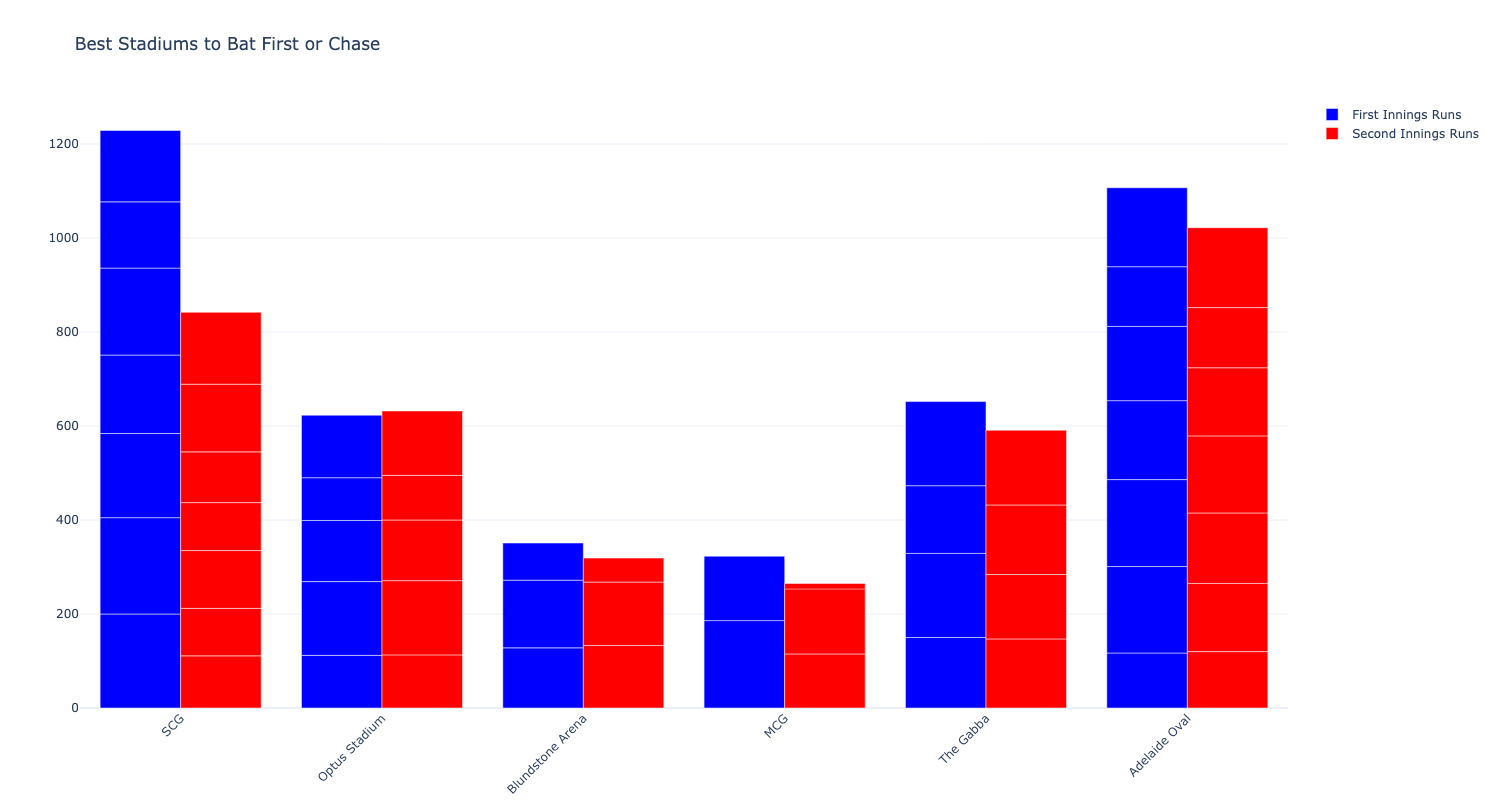 Best Stadiums to Bat First or Chase
First Innings Runs
Second Innings Runs
1200
1000
800
600
400
200
0
SCG
Optus Stadium
Blundstone Arena
MCG
The Gabba
Adelaide Oval